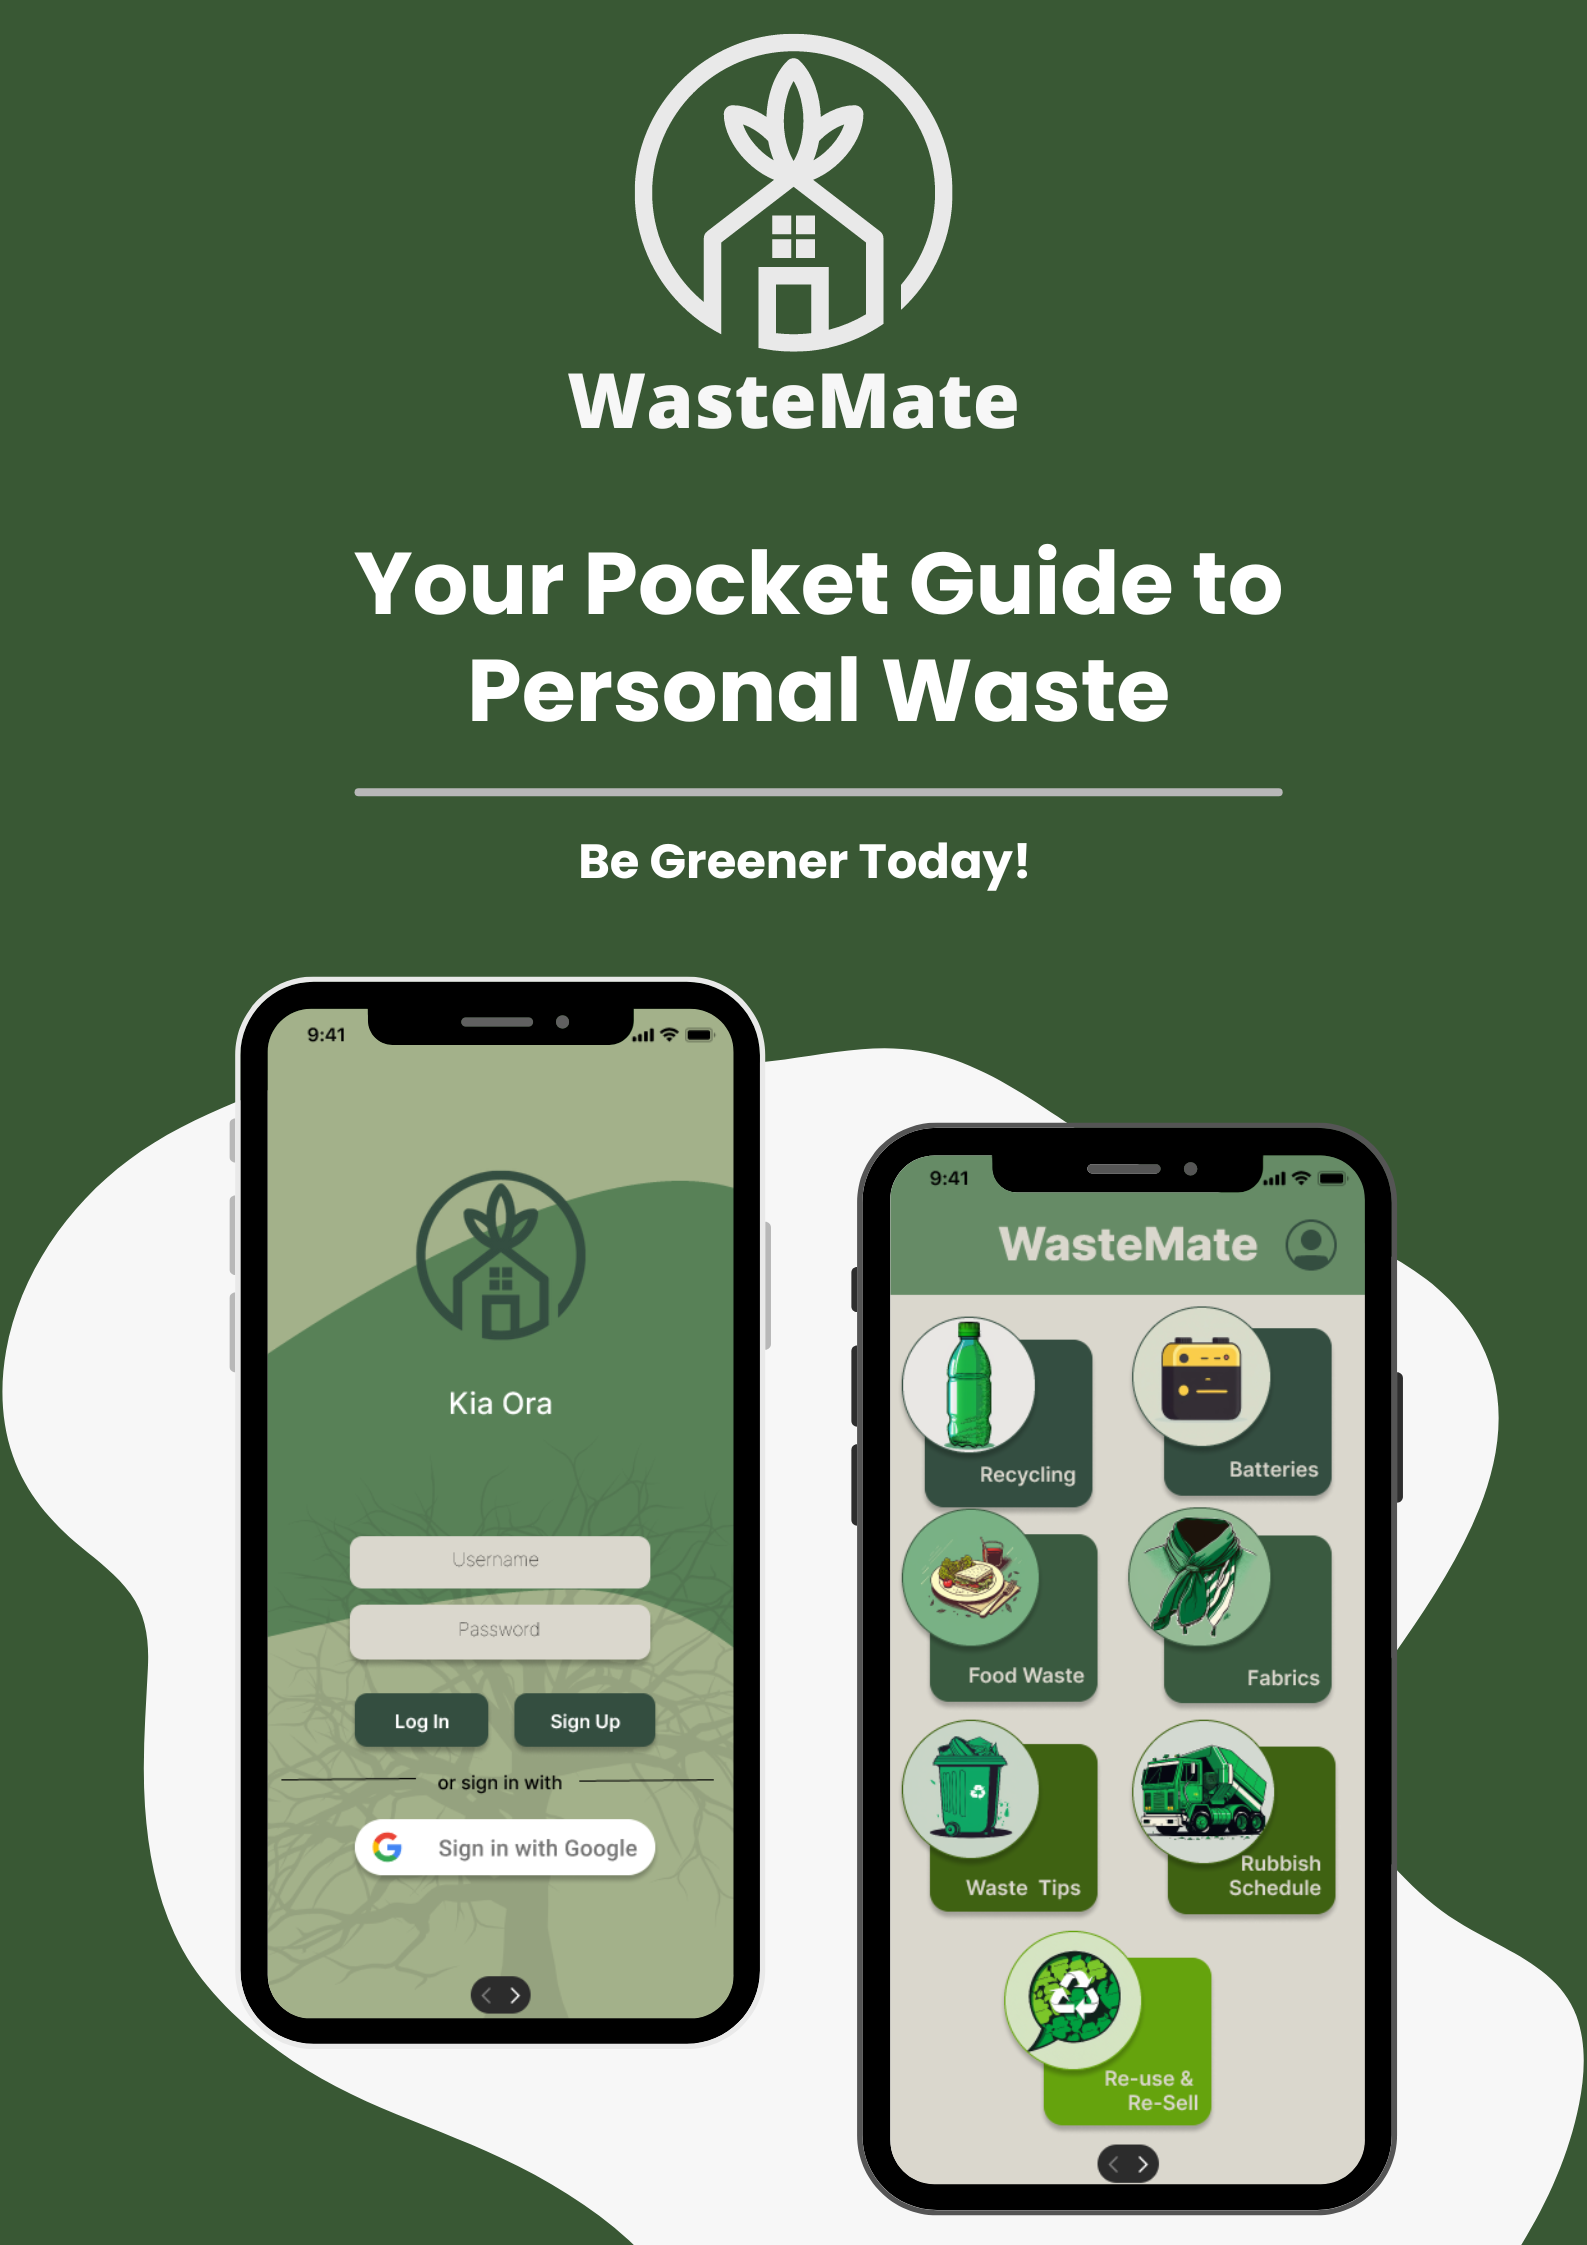 WasteMate
Your Pocket Guide to
Personal Waste
Be Greener Today!
9:41
Kia Ora
Username
Password
Log In
Sign Up
or sign in with
G
Sign in with Google
9:41
WasteMate
Recycling
Batteries
Food Waste
Fabrics
Waste Tips
Rubbish
Schedule
Re-use &
Re-Sell